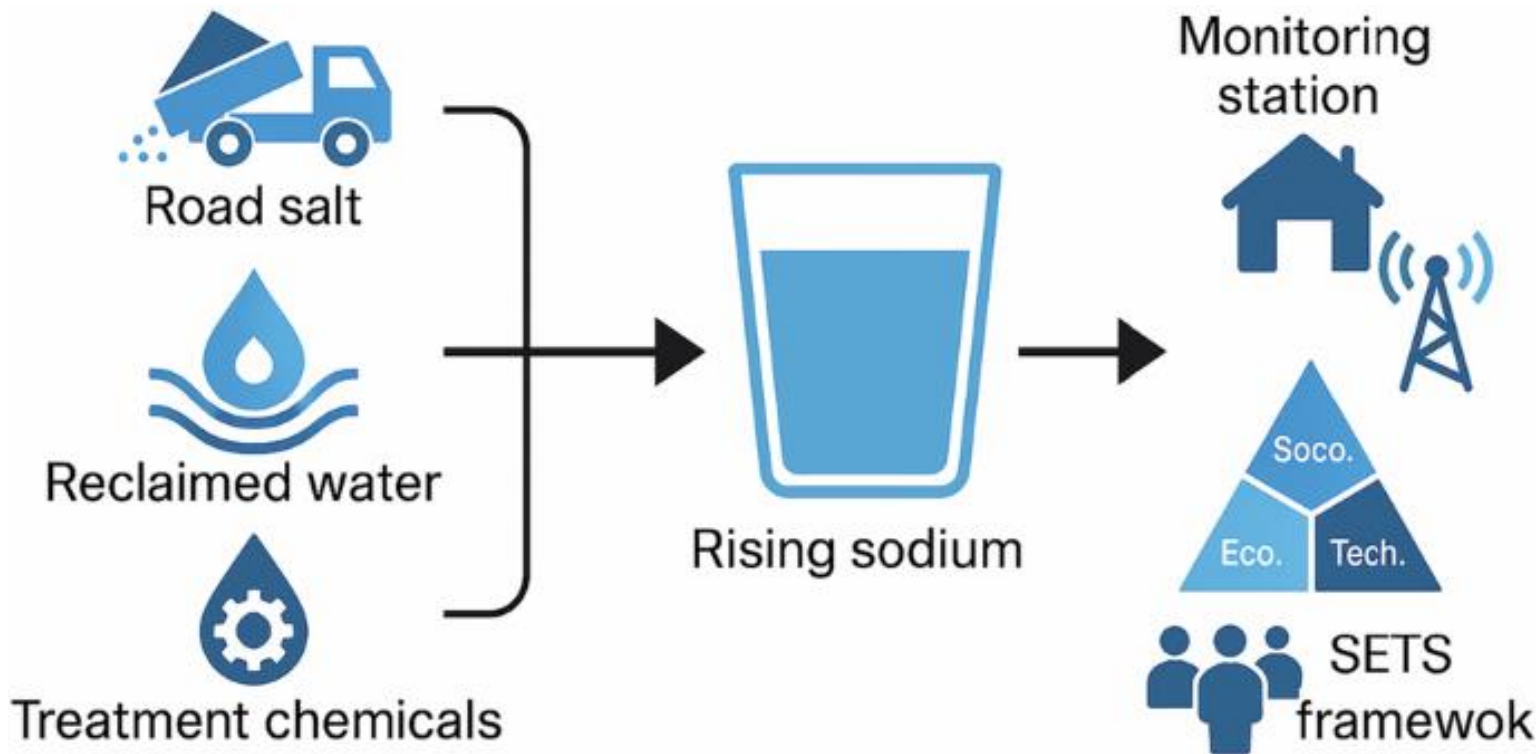 Road salt
Reclaimed water
Treatment chemicals
Rising sodium
Monitoring
station
Soco.
Eco.
Tech.
SETS
framewok